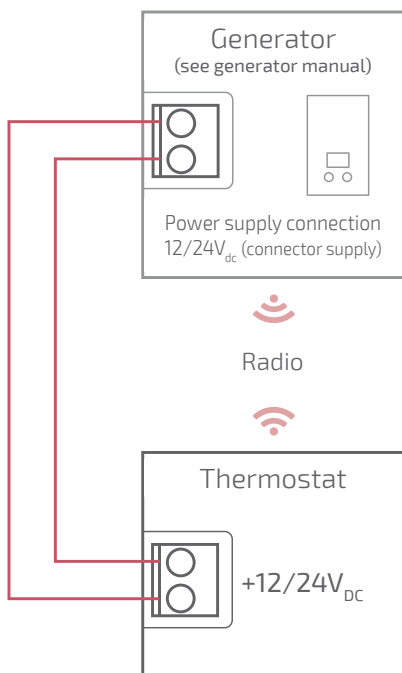 Generator
(see generator manual)
Power supply connection
12/24Vdc (connector supply)
Radio
Thermostat
+12/24VDC